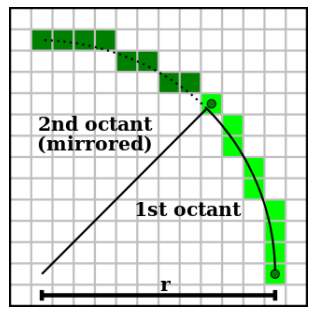 2nd octant
(mirrored)
1st octant
r